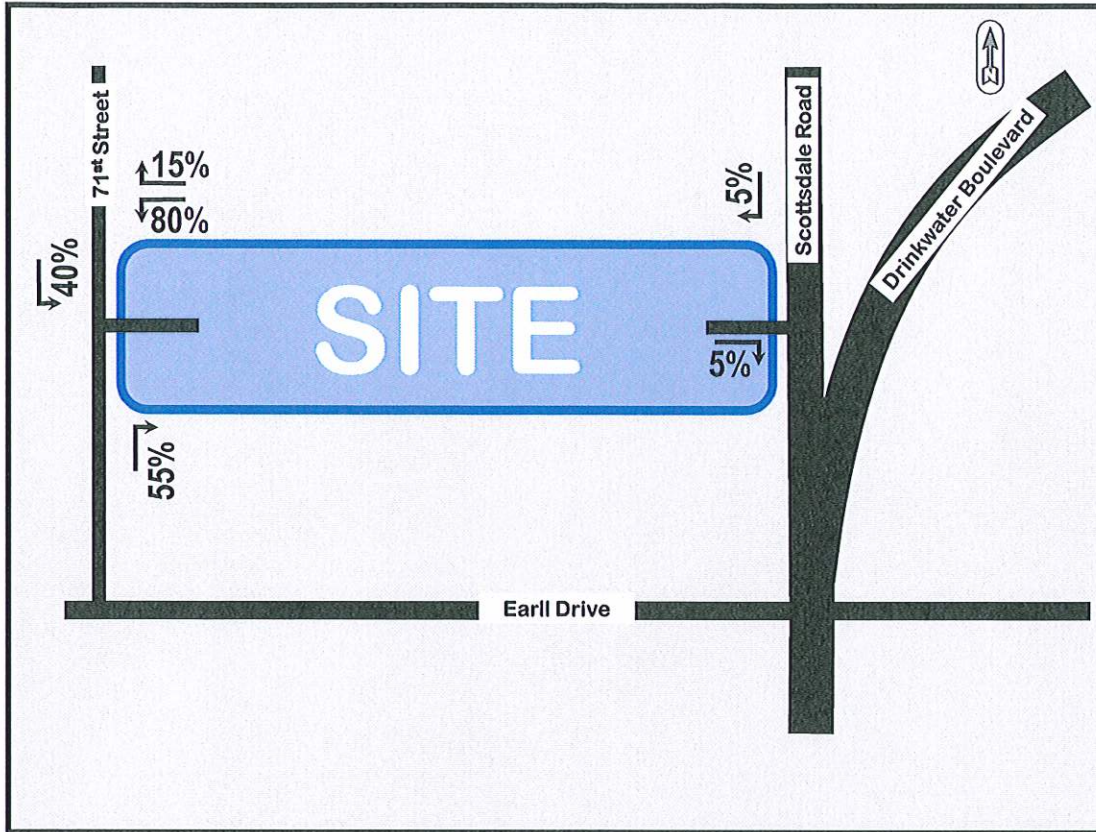 N
71st Street
15%
80%
40%
55%
SITE
5%
5%
Scottsdale Road
Drinkwater Boulevard
Earll Drive